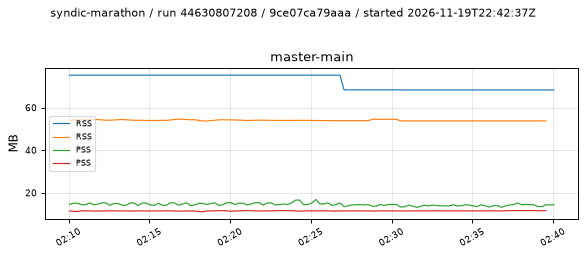 syndic-marathon / run 44630807208 / 9ce07ca79aaa / started 2026-11-19T22:42:37Z
master-main
MB
60
40
20
RSS
RSS
PSS
PSS
02:10
02:15
02:20
02:25
02:30
02:35
02:40